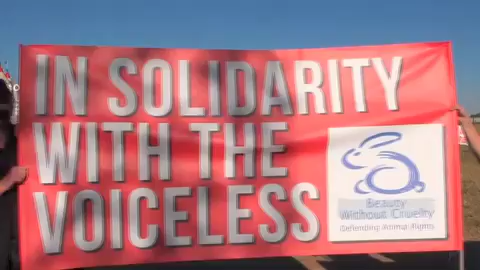 IN SOLIDARITY
WITH THE
VOICELESS
Beauty
Without Cruelty
Defending Animal Rights